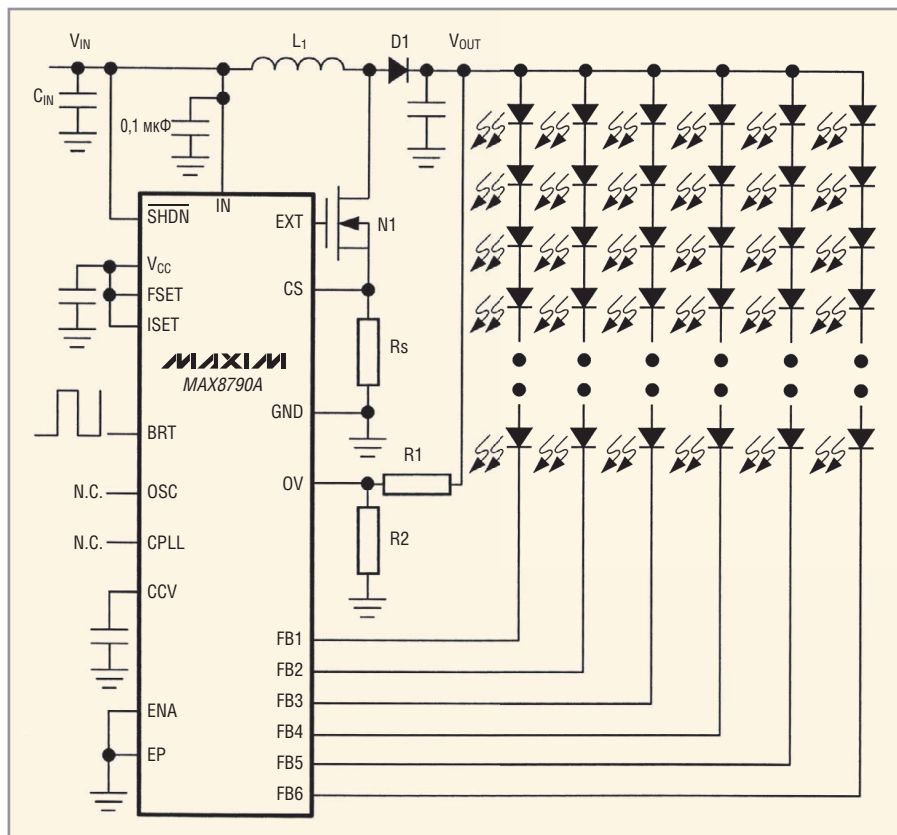 VIN
L1
D1
VOUT
CIN
0,1 мкФ
SHDN
IN
EXT
N1
VCC
FSET
ISET
CS
Rs
MAXIM
MAX8790A
GND
BRT
OV
R1
N.C.
OSC
R2
N.C.
CPLL
CCV
FB1
FB2
FB3
ENA
FB4
EP
FB5
FB6